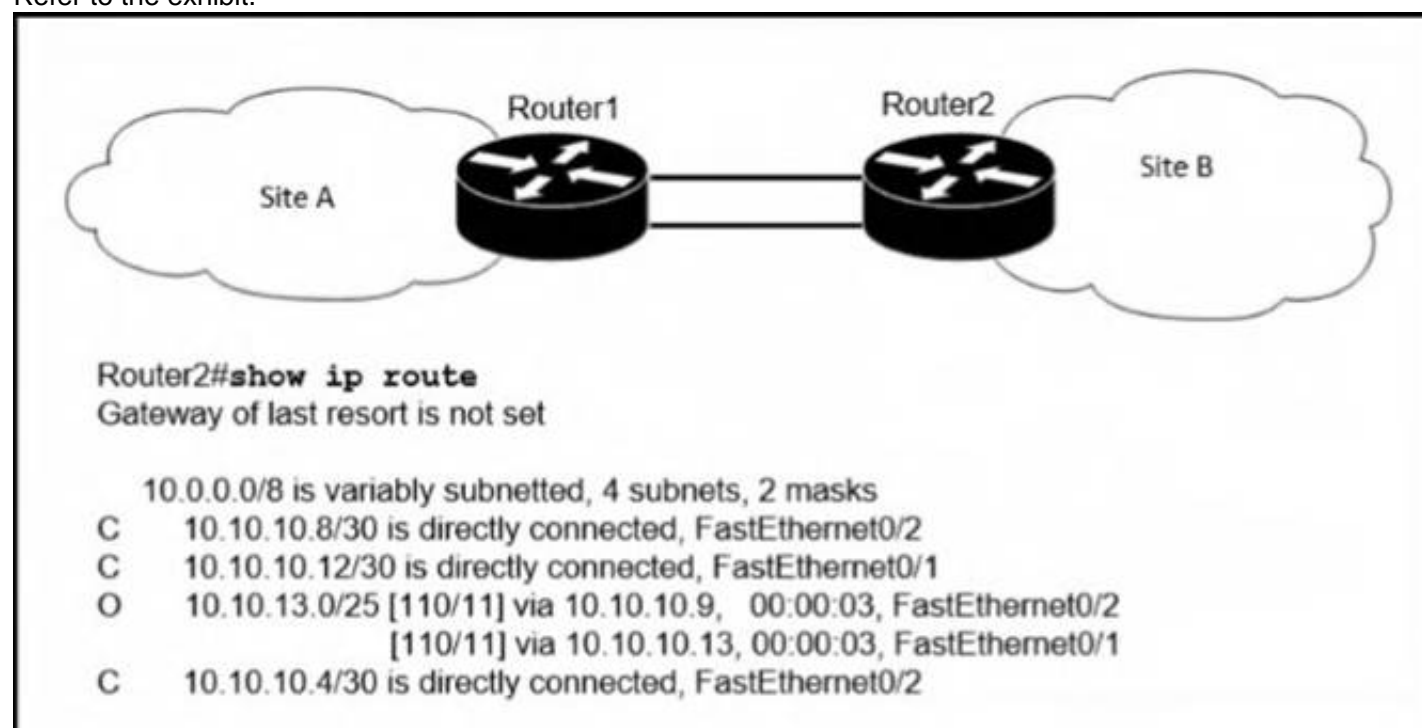 Refer to the exhibit.
Router1
Router2
Site A
Site B
Router2#show ip route
Gateway of last resort is not set
10.0.0.0/8 is variably subnetted, 4 subnets, 2 masks
C 10.10.10.8/30 is directly connected, FastEthernet0/2
C 10.10.10.12/30 is directly connected, FastEthernet0/1
O 10.10.13.0/25 [110/11] via 10.10.10.9, 00:00:03, FastEthernet0/2
[110/11] via 10.10.10.13, 00:00:03, FastEthernet0/1
C 10.10.10.4/30 is directly connected, FastEthernet0/2